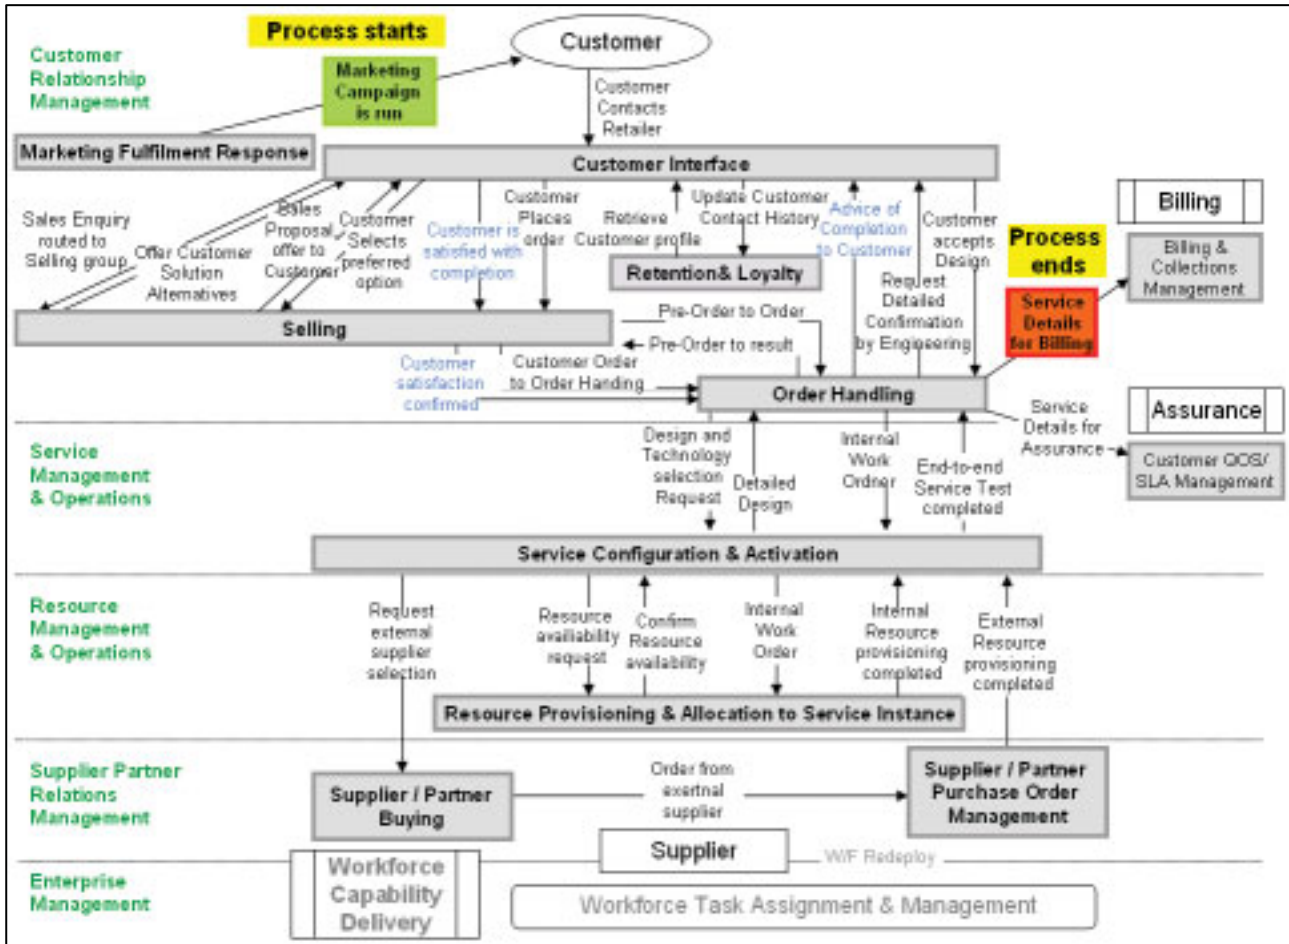 Process starts
Customer
Customer
Relationship
Management
Marketing
Campaign
is run
Customer
Contacts
Retailer
Marketing Fulfilment Response
Customer Interface
Sales Enquiry
routed to
Selling group
Offer Customer
Solution
Alternatives
Sales
Proposal
offer to
Customer
Customer
Selects
preferred
option
Customer is
satisfied with
completion
Customer
Places
order
Retrieve
Customer profile
Update Customer
Contact History
Advice of
Completion
to Customer
Customer
accepts
Design
Request
Detailed
Confirmation
by Engineering
Process
ends
Billing
Billing &
Collections
Management
Retention& Loyalty
Service
Details
for Billing
Selling
Pre-Order to Order
Pre-Order to result
Customer
satisfaction
confirmed
Customer Order
to Order Handing
Order Handling
Service
Details for
Assurance
Assurance
Customer QOS/
SLA Management
Service
Management
& Operations
Design and
Technology
selection
Request
Detailed
Design
Internal
Work
Ordner
End-to-end
Service Test
completed
Service Configuration & Activation
Resource
Management
& Operations
Request
external
supplier
selection
Resource
availiability
request
Confirm
Resource
availability
Internal
Work
Order
Internal
Resource
provisioning
completed
External
Resource
provisioning
completed
Resource Provisioning & Allocation to Service Instance
Supplier Partner
Relations
Management
Supplier / Partner
Buying
Order from
exertnal
supplier
Supplier / Partner
Purchase Order
Management
Supplier
W/F Redeploy
Enterprise
Management
Workforce
Capability
Delivery
Workforce Task Assignment & Management